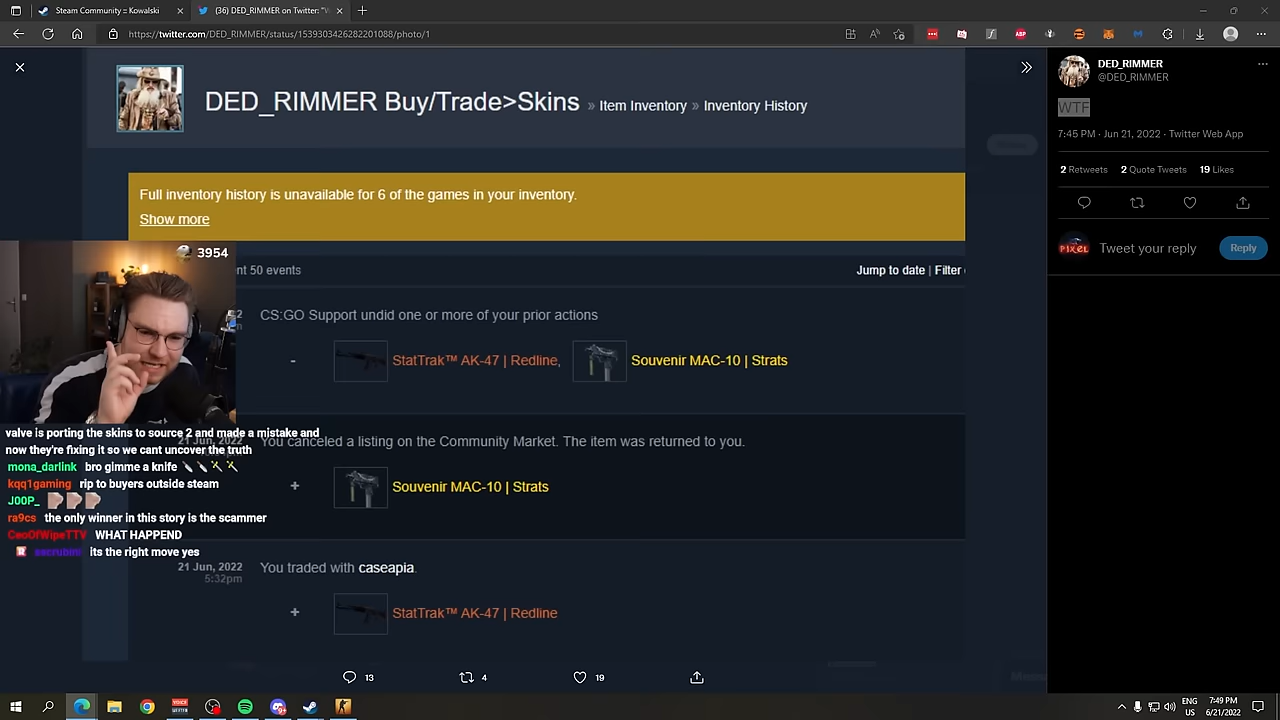 Steam Community :: Kowalski
(36) DED_RIMMER on Twitter: "W
https://twitter.com/DED_RIMMER/status/1539303426282201088/photo/1
DED_RIMMER Buy/Trade>Skins » Item Inventory » Inventory History
Full inventory history is unavailable for 6 of the games in your inventory.
Show more
3954
nt 50 events
Jump to date | Filter
CS:GO Support undid one or more of your prior actions
- StatTrak™ AK-47 | Redline, Souvenir MAC-10 | Strats
21 Jun, 2022
You canceled a listing on the Community Market. The item was returned to you.
+ Souvenir MAC-10 | Strats
21 Jun, 2022
5:32pm
You traded with caseapia.
+ StatTrak™ AK-47 | Redline
valve is porting the skins to source 2 and made a mistake and
now they're fixing it so we cant uncover the truth
mona_darlink bro gimme a knife
kqq1gaming rip to buyers outside steam
J00P_
ra9cs the only winner in this story is the scammer
CeoOfWipeTTV WHAT HAPPEND
its the right move yes
13
4
19
DED_RIMMER
@DED_RIMMER
WTF
7:45 PM · Jun 21, 2022 · Twitter Web App
2 Retweets 2 Quote Tweets 19 Likes
PIXEL
Tweet your reply
Reply
ENG
US
7:49 PM
6/21/2022